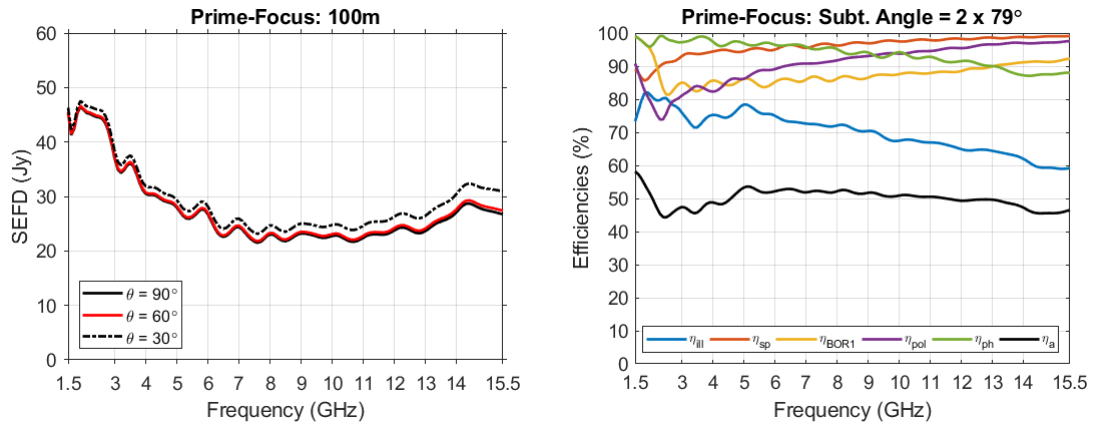 Prime-Focus: 100m
SEFD (Jy)
60
50
40
30
20
10
0
θ = 90°
θ = 60°
θ = 30°
1.5 3 4 5 6 7 8 9 10 11 12 13 14 15.5
Frequency (GHz)
Prime-Focus: Subt. Angle = 2 x 79°
Efficiencies (%)
100
90
80
70
60
50
40
30
20
10
0
η_ill η_sp η_BOR1 η_pol η_ph η_a
1.5 3 4 5 6 7 8 9 10 11 12 13 14 15.5
Frequency (GHz)